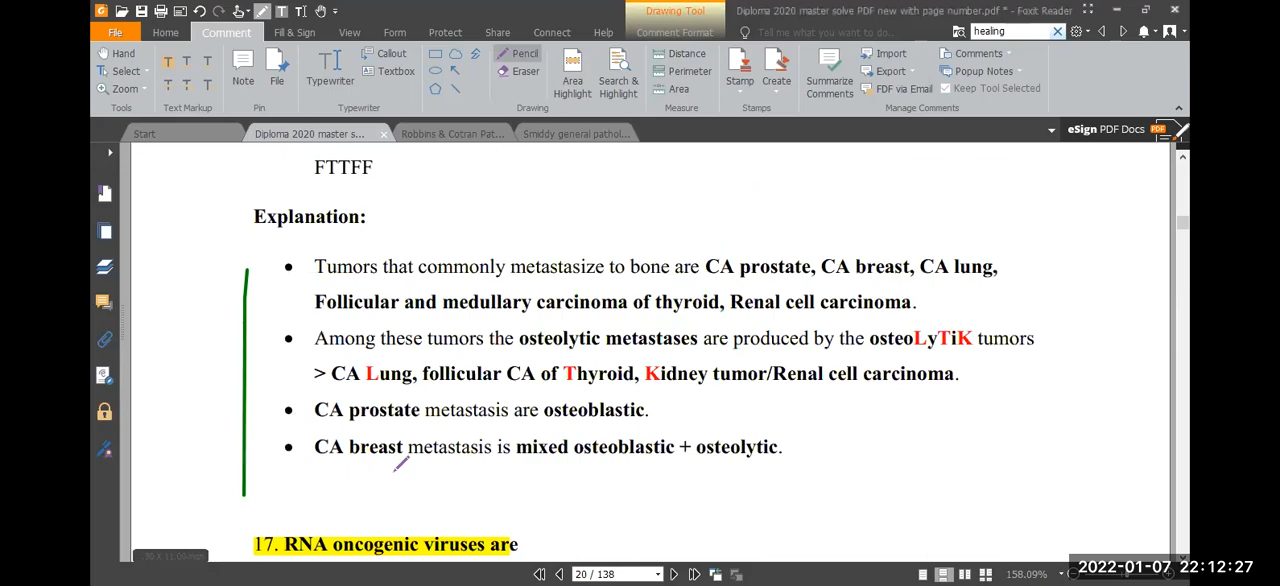 Drawing Tool
Diploma 2020 master solve PDF new with page number.pdf * - Foxit Reader
File Home Comment Fill & Sign View Form Protect Share Connect Help Comment Format Tell me what you want to do... healing
Hand
Select
Zoom
Tools
Text Markup
Note
File
Pin
Typewriter
Callout
Textbox
Typewriter
Pencil
Eraser
Drawing
Area Highlight
Search & Highlight
Distance
Perimeter
Area
Measure
Stamp
Create
Stamps
Summarize Comments
Import
Export
FDF via Email
Comments
Popup Notes
Keep Tool Selected
Manage Comments
Start
Diploma 2020 master s...
Robbins & Cotran Pat...
Smiddy general pathol...
eSign PDF Docs
FTTFF
Explanation:
• Tumors that commonly metastasize to bone are CA prostate, CA breast, CA lung,
Follicular and medullary carcinoma of thyroid, Renal cell carcinoma.
• Among these tumors the osteolytic metastases are produced by the osteoLyTiK tumors
> CA Lung, follicular CA of Thyroid, Kidney tumor/Renal cell carcinoma.
• CA prostate metastasis are osteoblastic.
• CA breast metastasis is mixed osteoblastic + osteolytic.
17. RNA oncogenic viruses are
20 / 138
158.09%
2022-01-07 22:12:27